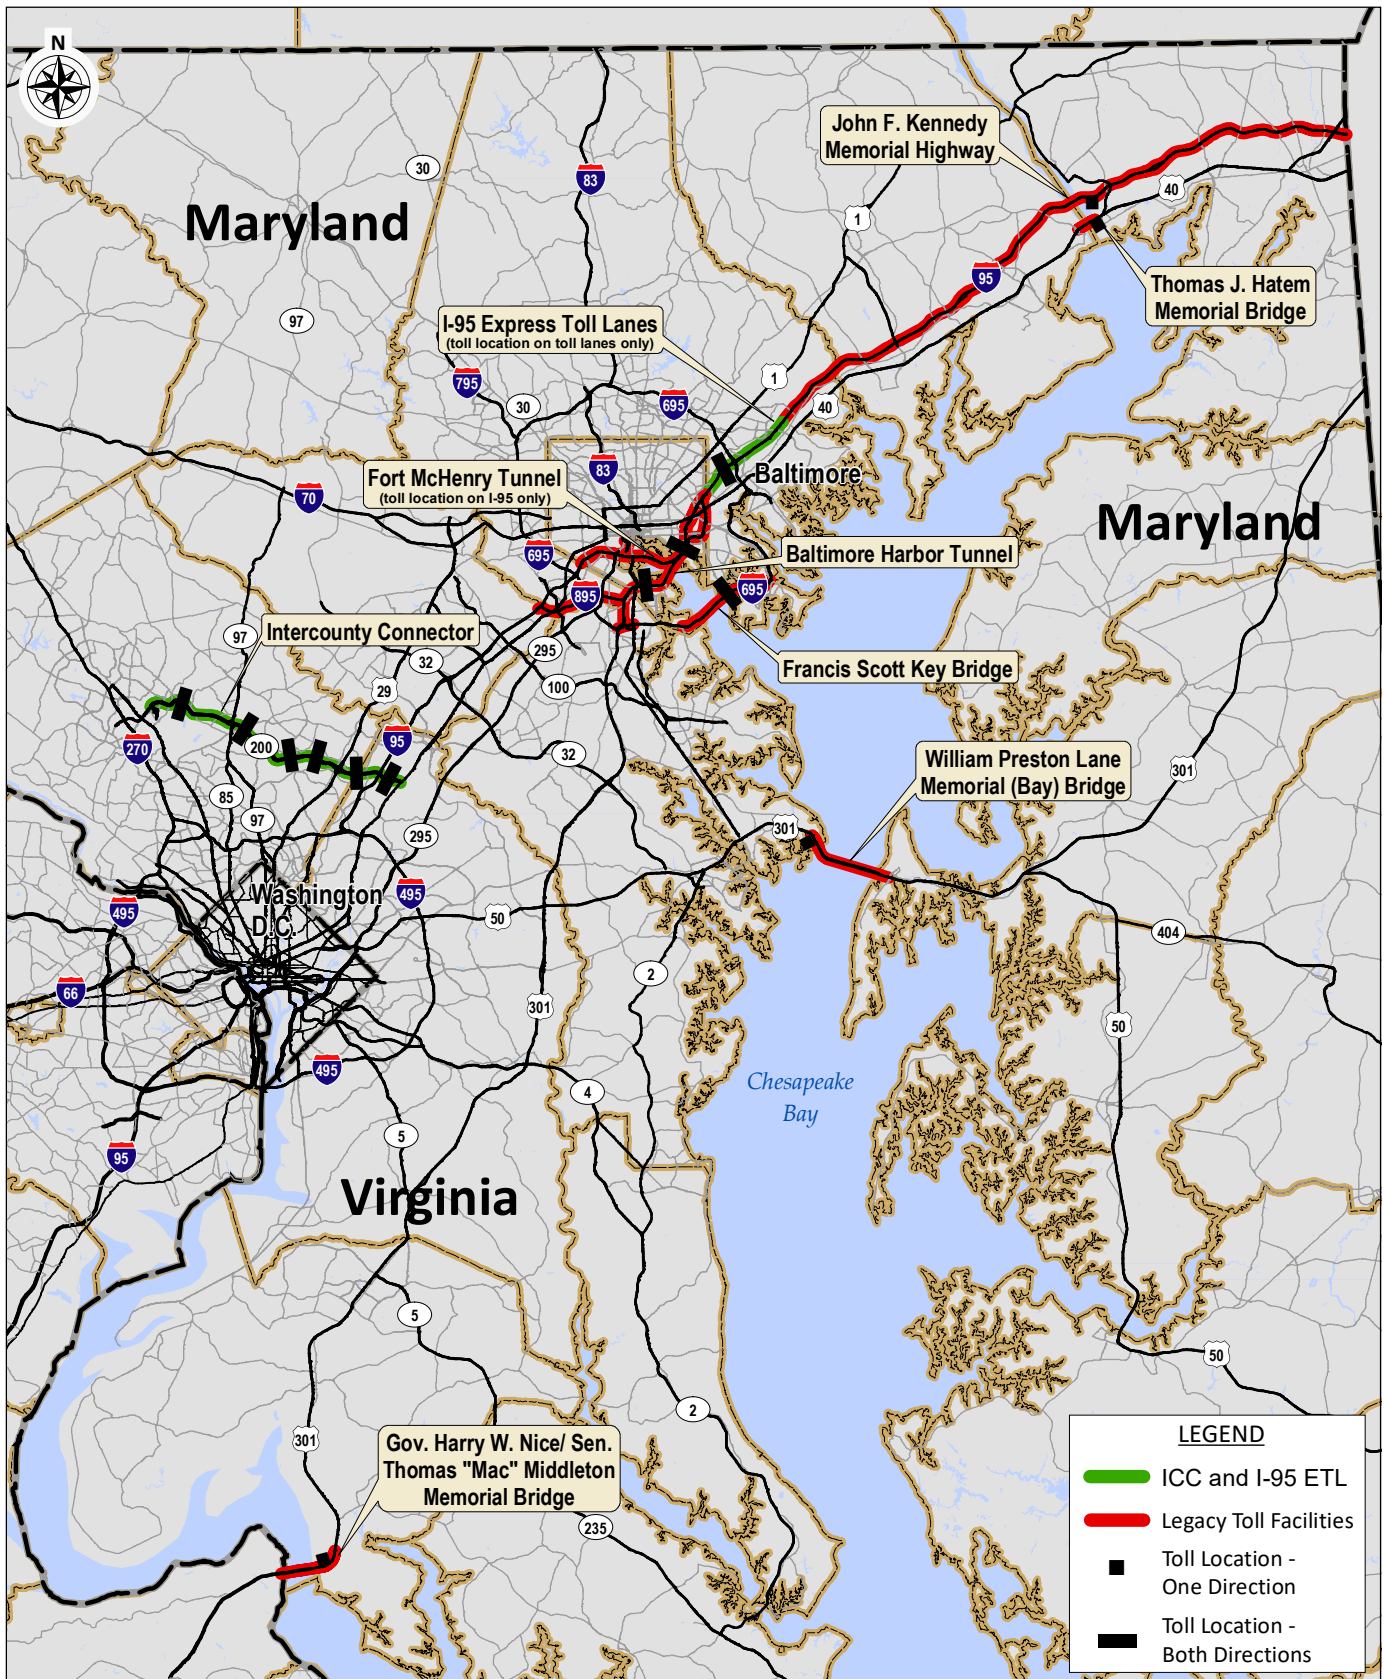 N
John F. Kennedy
Memorial Highway
30
83
40
Maryland
1
95
Thomas J. Hatem
Memorial Bridge
97
I-95 Express Toll Lanes
(toll location on toll lanes only)
795
1
695
30
40
Fort McHenry Tunnel
(toll location on I-95 only)
83
Baltimore
70
Maryland
695
Baltimore Harbor Tunnel
895
695
Intercounty Connector
97
295
32
Francis Scott Key Bridge
100
29
95
200
270
32
William Preston Lane
Memorial (Bay) Bridge
301
85
97
295
301
Washington
D.C.
495
495
50
404
2
66
301
50
495
Chesapeake
Bay
4
5
95
Virginia
5
50
2
301
Gov. Harry W. Nice/ Sen.
Thomas "Mac" Middleton
Memorial Bridge
235
LEGEND
ICC and I-95 ETL
Legacy Toll Facilities
Toll Location -
One Direction
Toll Location -
Both Directions